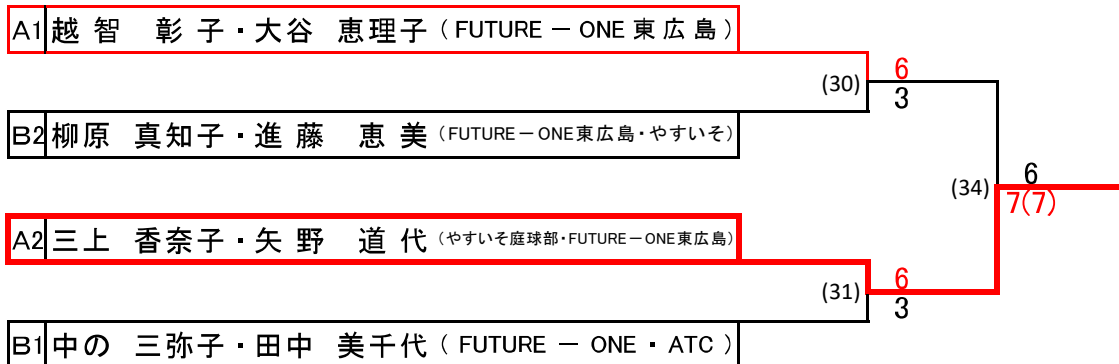 A1 越智 彰子・大谷 恵理子 (FUTURE－ONE東広島)
6
(30)
3
B2 柳原 真知子・進藤 恵美 (FUTURE－ONE東広島・やすいそ)
6
(34)
7(7)
A2 三上 香奈子・矢野 道代 (やすいそ庭球部・FUTURE－ONE東広島)
6
(31)
3
B1 中の 三弥子・田中 美千代 (FUTURE－ONE・ATC)